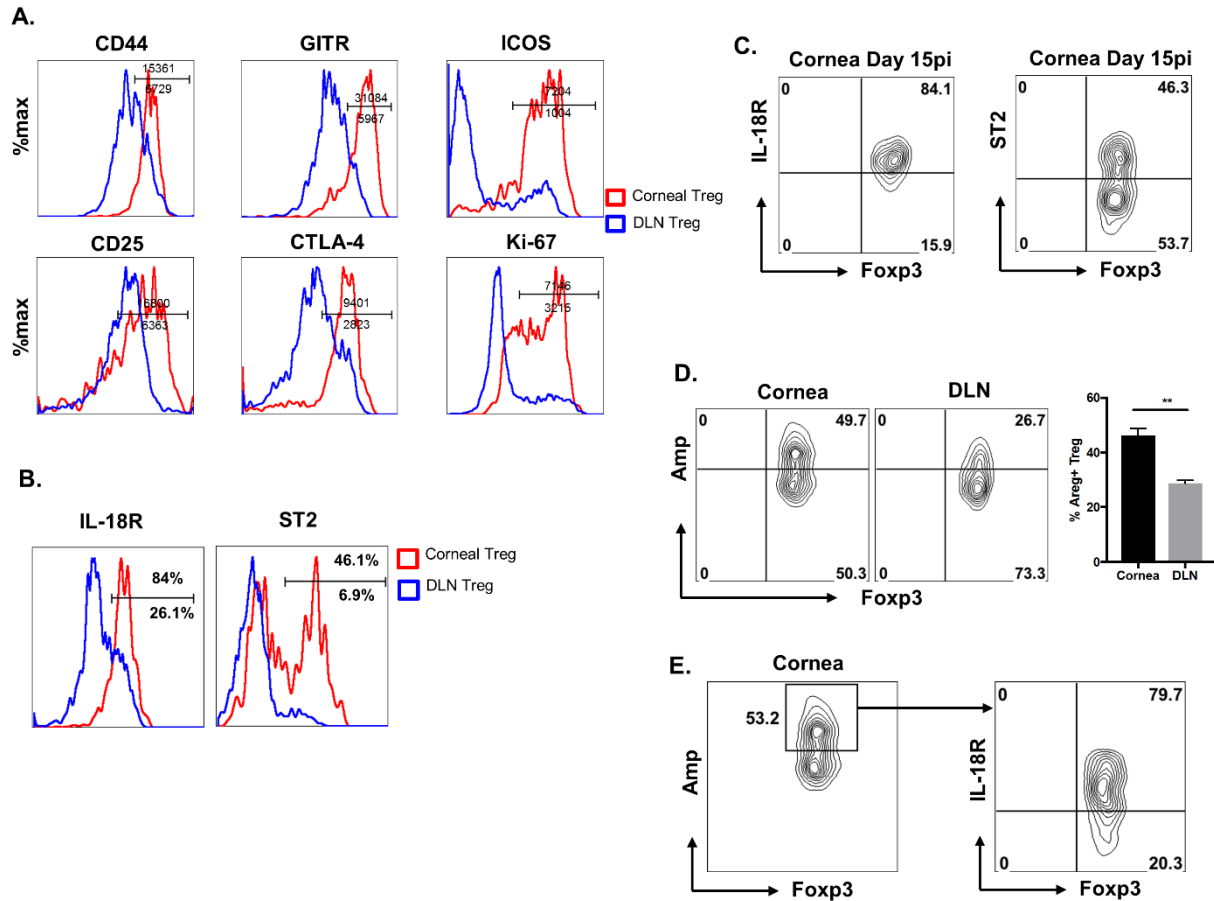 A.
CD44
GITR
ICOS
%max
15361
6729
31084
5967
7204
1004
Corneal Treg
DLN Treg
CD25
CTLA-4
Ki-67
%max
16800
6363
9401
2823
7146
3215
B.
IL-18R
ST2
84%
26.1%
46.1%
6.9%
Corneal Treg
DLN Treg
C.
Cornea Day 15pi
Cornea Day 15pi
IL-18R
0
84.1
0
15.9
Foxp3
ST2
0
46.3
0
53.7
Foxp3
D.
Cornea
DLN
Amp
0
49.7
0
50.3
0
26.7
0
73.3
Foxp3
% Areg+ Treg
60
40
20
0
**
Cornea
DLN
E.
Cornea
Amp
53.2
Foxp3
IL-18R
0
79.7
0
20.3
Foxp3